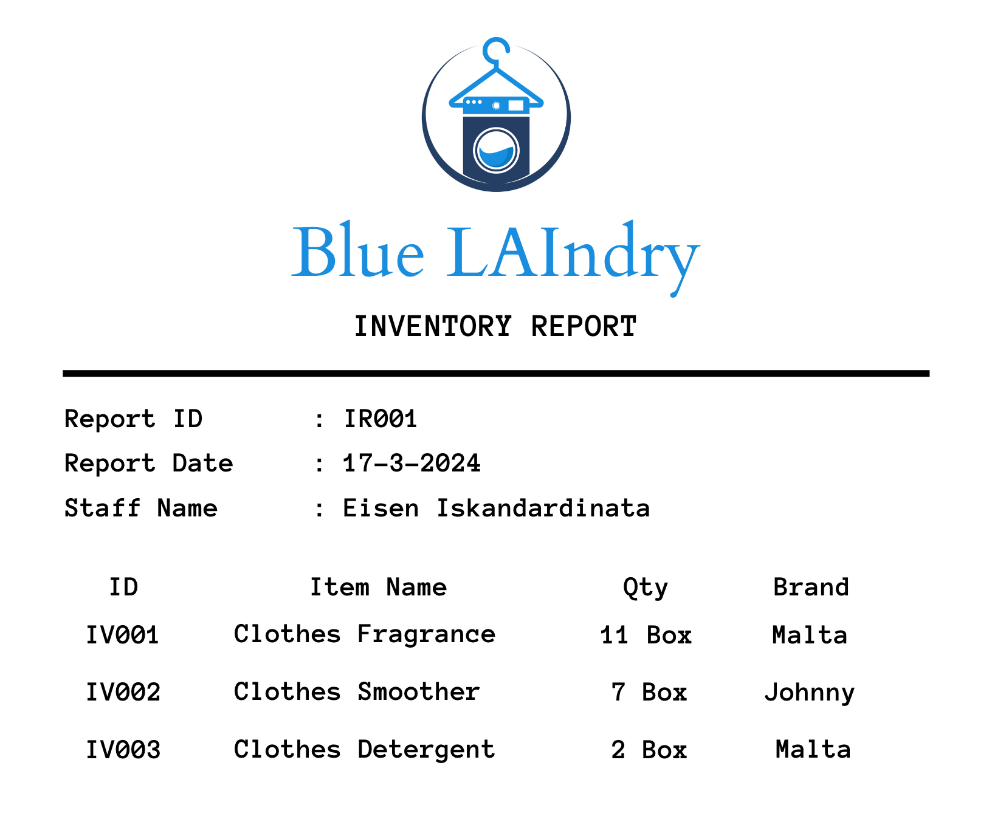 Blue LAIndry
INVENTORY REPORT
Report ID : IR001
Report Date : 17-3-2024
Staff Name : Eisen Iskandardinata
ID Item Name Qty Brand
IV001 Clothes Fragrance 11 Box Malta
IV002 Clothes Smoother 7 Box Johnny
IV003 Clothes Detergent 2 Box Malta